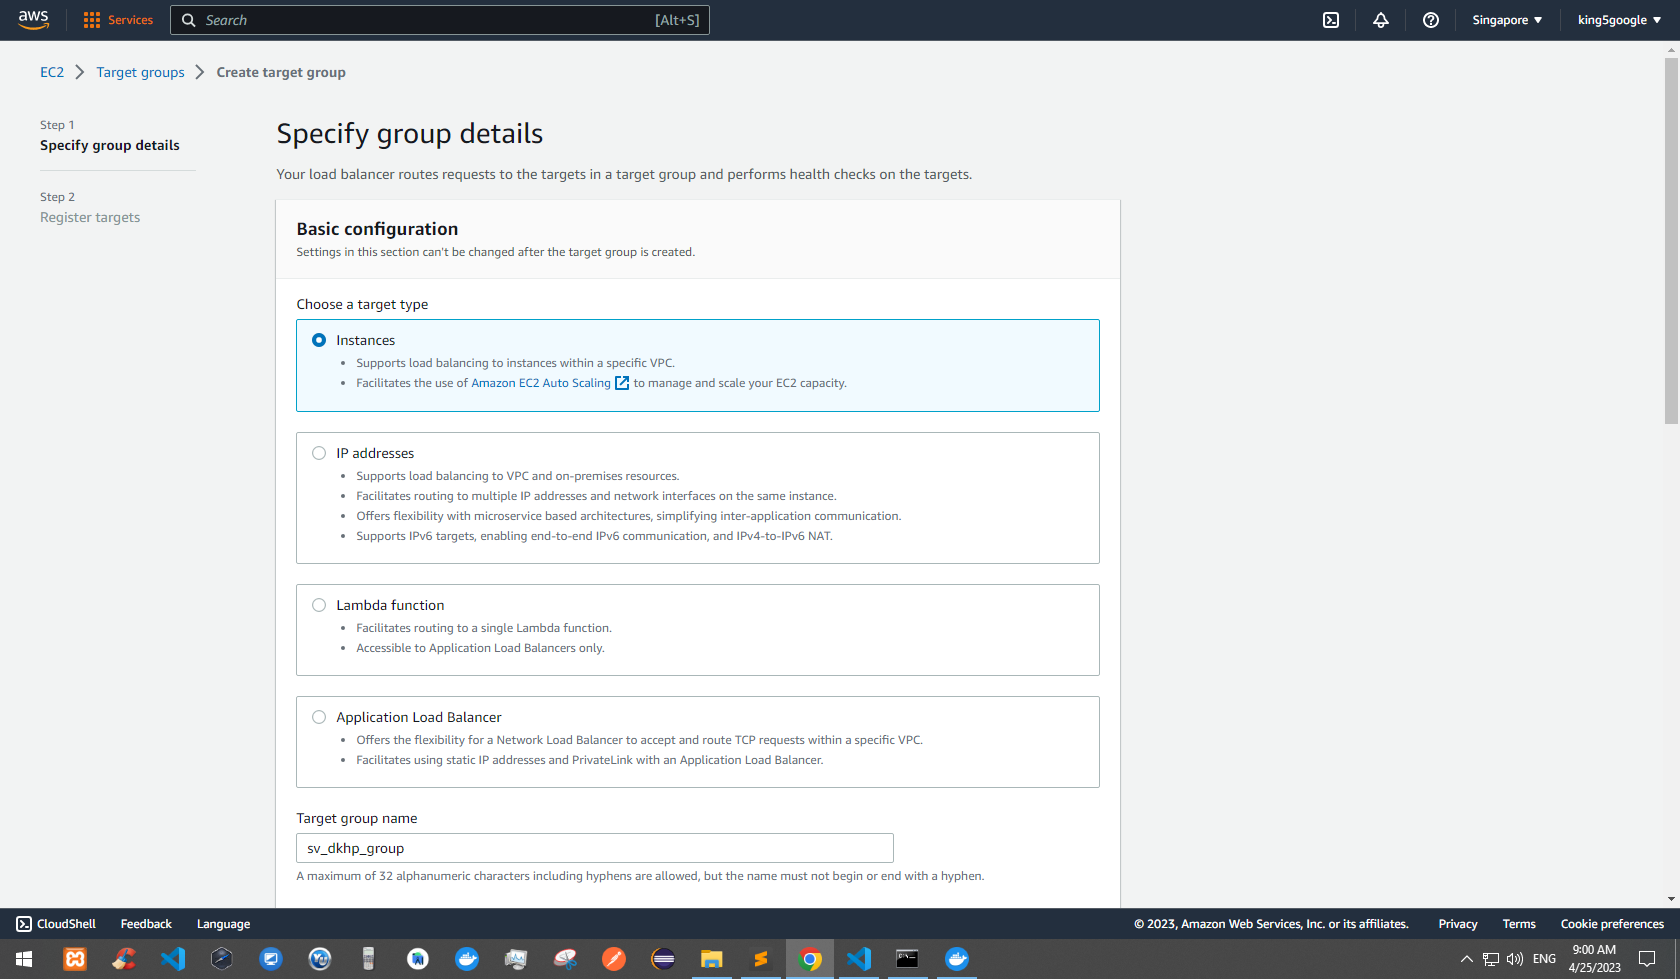 aws Services Search [Alt+S] Singapore king5google
EC2 Target groups Create target group
Step 1
Specify group details
Step 2
Register targets
Specify group details
Your load balancer routes requests to the targets in a target group and performs health checks on the targets.
Basic configuration
Settings in this section can't be changed after the target group is created.
Choose a target type
Instances
• Supports load balancing to instances within a specific VPC.
• Facilitates the use of Amazon EC2 Auto Scaling to manage and scale your EC2 capacity.
IP addresses
• Supports load balancing to VPC and on-premises resources.
• Facilitates routing to multiple IP addresses and network interfaces on the same instance.
• Offers flexibility with microservice based architectures, simplifying inter-application communication.
• Supports IPv6 targets, enabling end-to-end IPv6 communication, and IPv4-to-IPv6 NAT.
Lambda function
• Facilitates routing to a single Lambda function.
• Accessible to Application Load Balancers only.
Application Load Balancer
• Offers the flexibility for a Network Load Balancer to accept and route TCP requests within a specific VPC.
• Facilitates using static IP addresses and PrivateLink with an Application Load Balancer.
Target group name
sv_dkhp_group
A maximum of 32 alphanumeric characters including hyphens are allowed, but the name must not begin or end with a hyphen.
CloudShell Feedback Language © 2023, Amazon Web Services, Inc. or its affiliates. Privacy Terms Cookie preferences
ENG 9:00 AM
4/25/2023